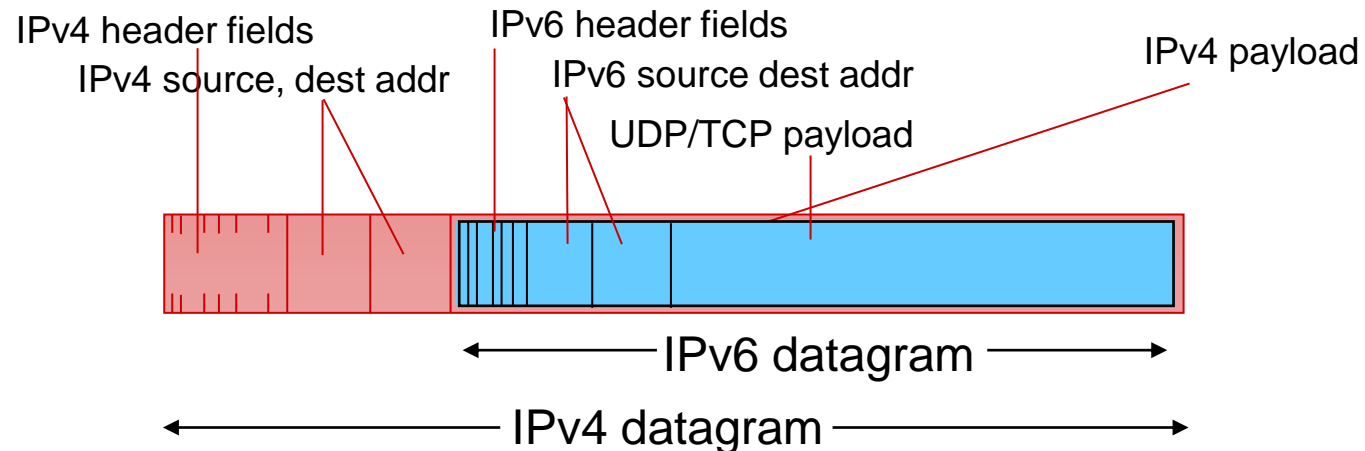 IPv4 header fields
IPv6 header fields
IPv4 payload
IPv4 source, dest addr
IPv6 source dest addr
UDP/TCP payload
IPv6 datagram
IPv4 datagram